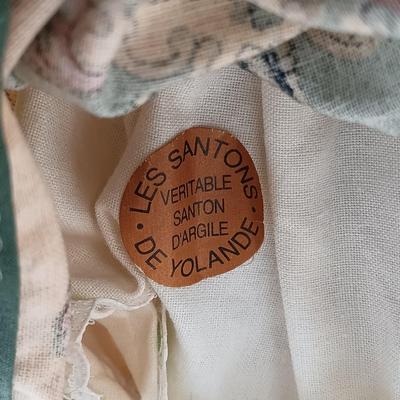 • LES SANTONS •
VERITABLE
SANTON
D'ARGILE
DE YOLANDE